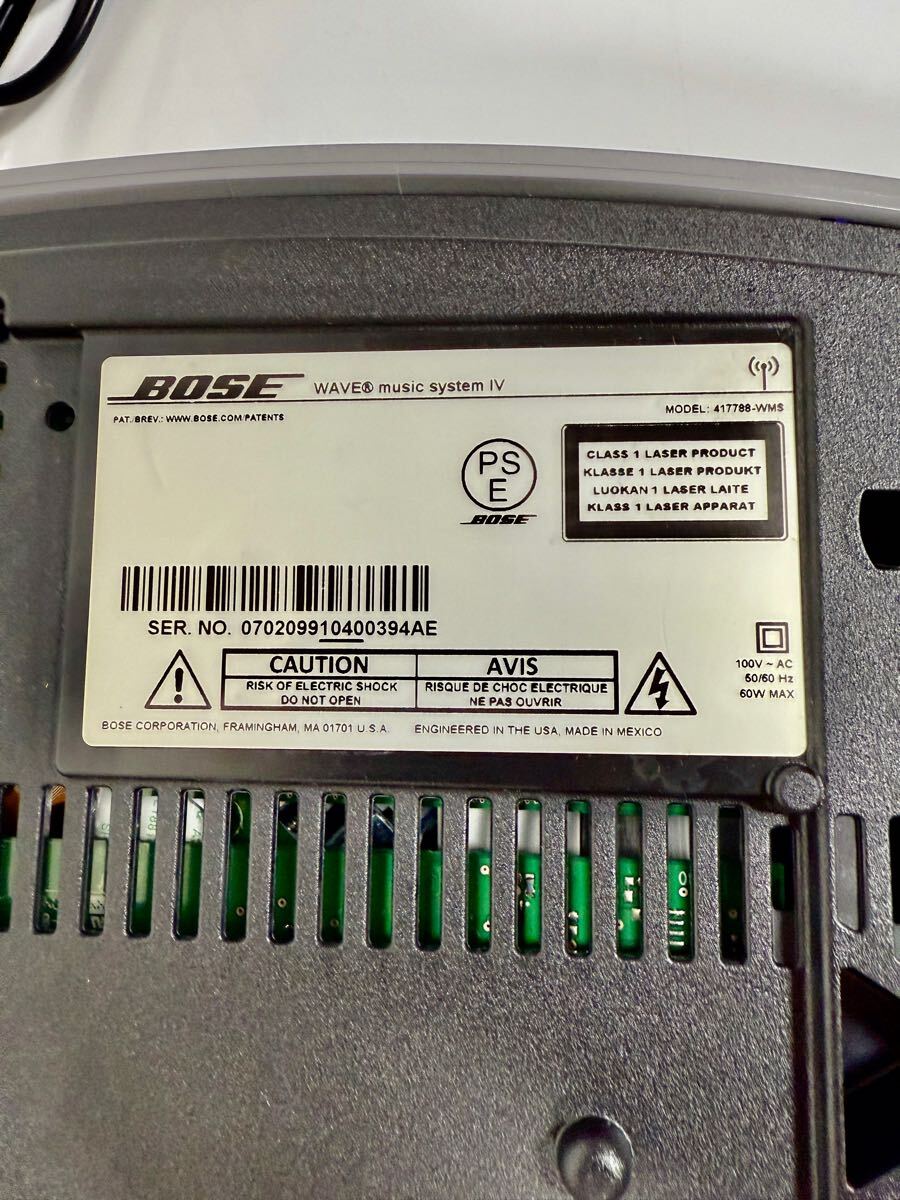 BOSE WAVE® music system IV
PAT./BREV.: WWW.BOSE.COM/PATENTS
MODEL: 417788-WMS
PS
E
BOSE
CLASS 1 LASER PRODUCT
KLASSE 1 LASER PRODUKT
LUOKAN 1 LASER LAITE
KLASS 1 LASER APPARAT
SER. NO. 070209910400394AE
CAUTION
RISK OF ELECTRIC SHOCK
DO NOT OPEN
AVIS
RISQUE DE CHOC ELECTRIQUE
NE PAS OUVRIR
100V ~ AC
50/60 Hz
60W MAX
BOSE CORPORATION, FRAMINGHAM, MA 01701 U.S.A. ENGINEERED IN THE USA, MADE IN MEXICO